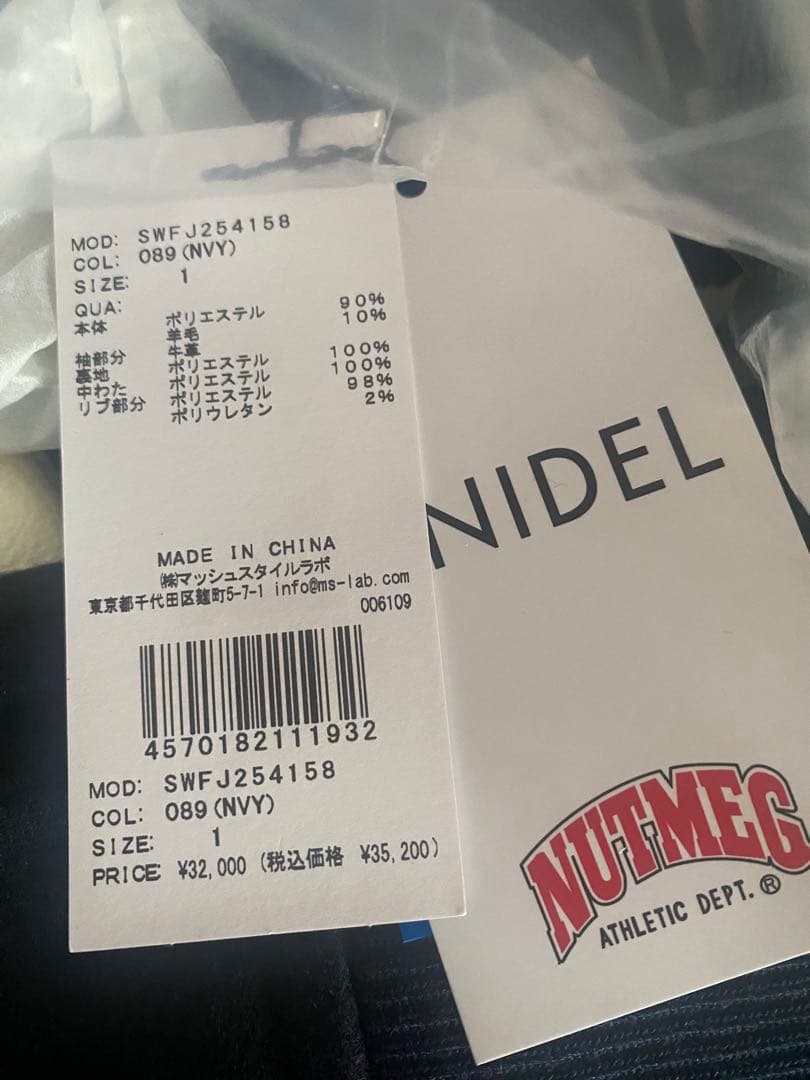 MOD: SWFJ254158
COL: 089(NVY)
SIZE: 1
QUA:
本体 ポリエステル 90%
羊毛 10%
袖部分 牛革
裏地 ポリエステル 100%
中わた ポリエステル 100%
リブ部分 ポリエステル 98%
ポリウレタン 2%
MADE IN CHINA
㈱マッシュスタイルラボ
東京都千代田区麹町5-7-1 info@ms-lab.com
006109
4570182111932
MOD: SWFJ254158
COL: 089(NVY)
SIZE: 1
PRICE: ¥32,000 (税込価格 ¥35,200)
NIDEL
NUTMEG
ATHLETIC DEPT.®